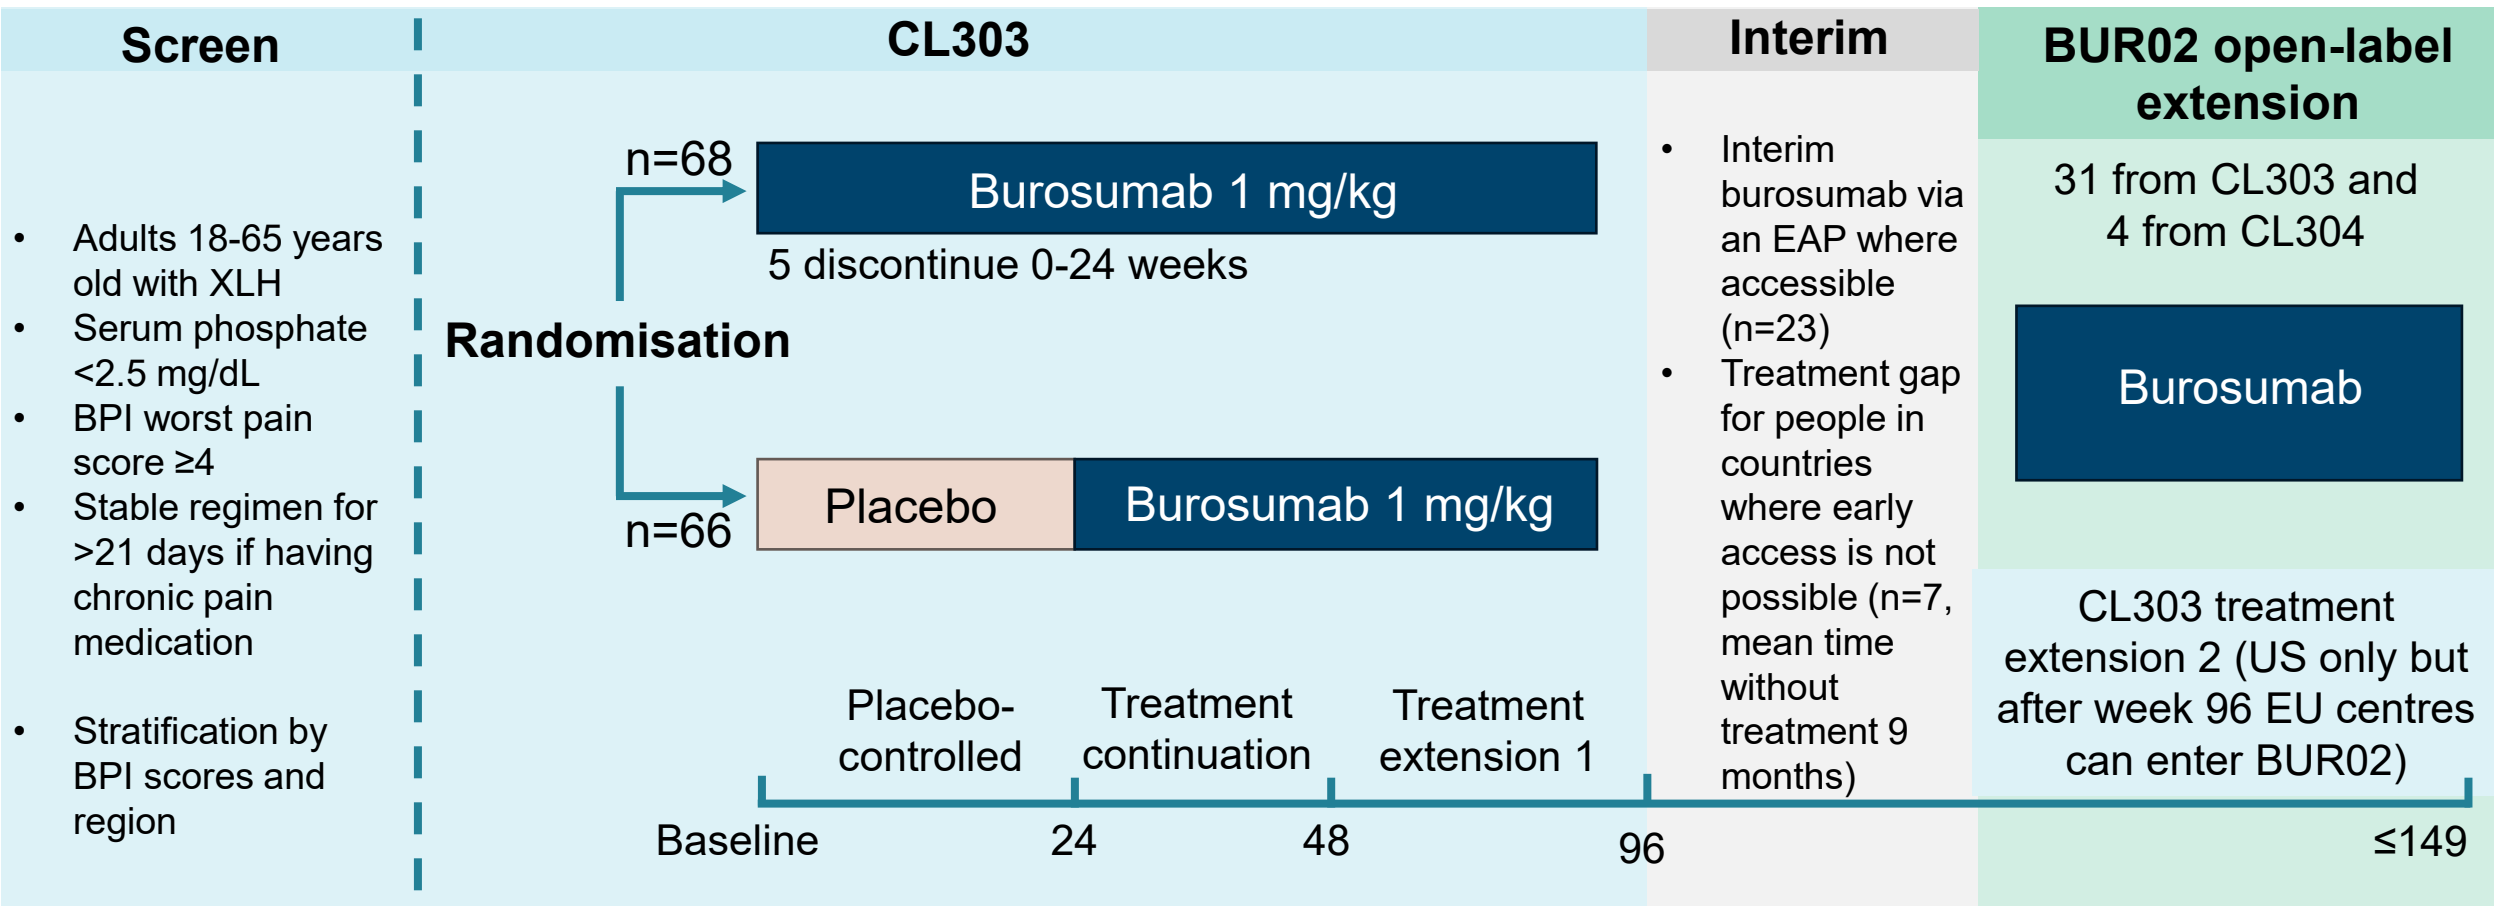 Screen
• Adults 18-65 years
old with XLH
• Serum phosphate
<2.5 mg/dL
• BPI worst pain
score ≥4
• Stable regimen for
>21 days if having
chronic pain
medication
• Stratification by
BPI scores and
region
CL303
n=68
Burosumab 1 mg/kg
5 discontinue 0-24 weeks
Randomisation
n=66
Placebo
Burosumab 1 mg/kg
Placebo-
controlled
Treatment
continuation
Treatment
extension 1
Baseline
24
48
96
≤149
Interim
• Interim
burosumab via
an EAP where
accessible
(n=23)
• Treatment gap
for people in
countries
where early
access is not
possible (n=7,
mean time
without
treatment 9
months)
BUR02 open-label
extension
31 from CL303 and
4 from CL304
Burosumab
CL303 treatment
extension 2 (US only but
after week 96 EU centres
can enter BUR02)